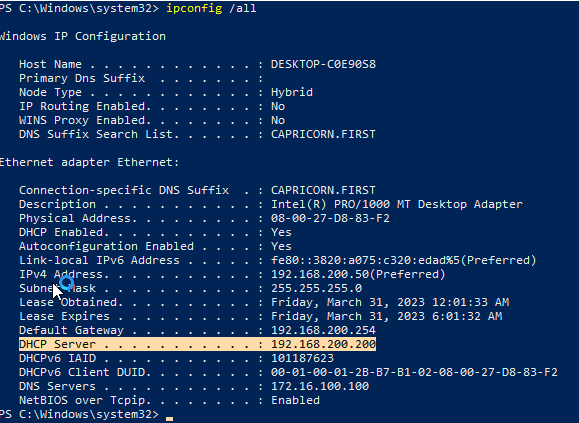 PS C:\Windows\system32> ipconfig /all
Windows IP Configuration
Host Name . . . . . . . . . . . . : DESKTOP-C0E90S8
Primary Dns Suffix  . . . . . . . :
Node Type . . . . . . . . . . . . : Hybrid
IP Routing Enabled. . . . . . . . : No
WINS Proxy Enabled. . . . . . . . : No
DNS Suffix Search List. . . . . . : CAPRICORN.FIRST
Ethernet adapter Ethernet:
Connection-specific DNS Suffix  . : CAPRICORN.FIRST
Description . . . . . . . . . . . : Intel(R) PRO/1000 MT Desktop Adapter
Physical Address. . . . . . . . . : 08-00-27-D8-83-F2
DHCP Enabled. . . . . . . . . . . : Yes
Autoconfiguration Enabled . . . . : Yes
Link-local IPv6 Address . . . . . : fe80::3820:a075:c320:edad%5(Preferred)
IPv4 Address. . . . . . . . . . . : 192.168.200.50(Preferred)
Subnet Mask . . . . . . . . . . . : 255.255.255.0
Lease Obtained. . . . . . . . . . : Friday, March 31, 2023 12:01:33 AM
Lease Expires . . . . . . . . . . : Friday, March 31, 2023 6:01:32 AM
Default Gateway . . . . . . . . . : 192.168.200.254
DHCP Server . . . . . . . . . . . : 192.168.200.200
DHCPv6 IAID . . . . . . . . . . . : 101187623
DHCPv6 Client DUID. . . . . . . . : 00-01-00-01-2B-B7-B1-02-08-00-27-D8-83-F2
DNS Servers . . . . . . . . . . . : 172.16.100.100
NetBIOS over Tcpip. . . . . . . . : Enabled
PS C:\Windows\system32>